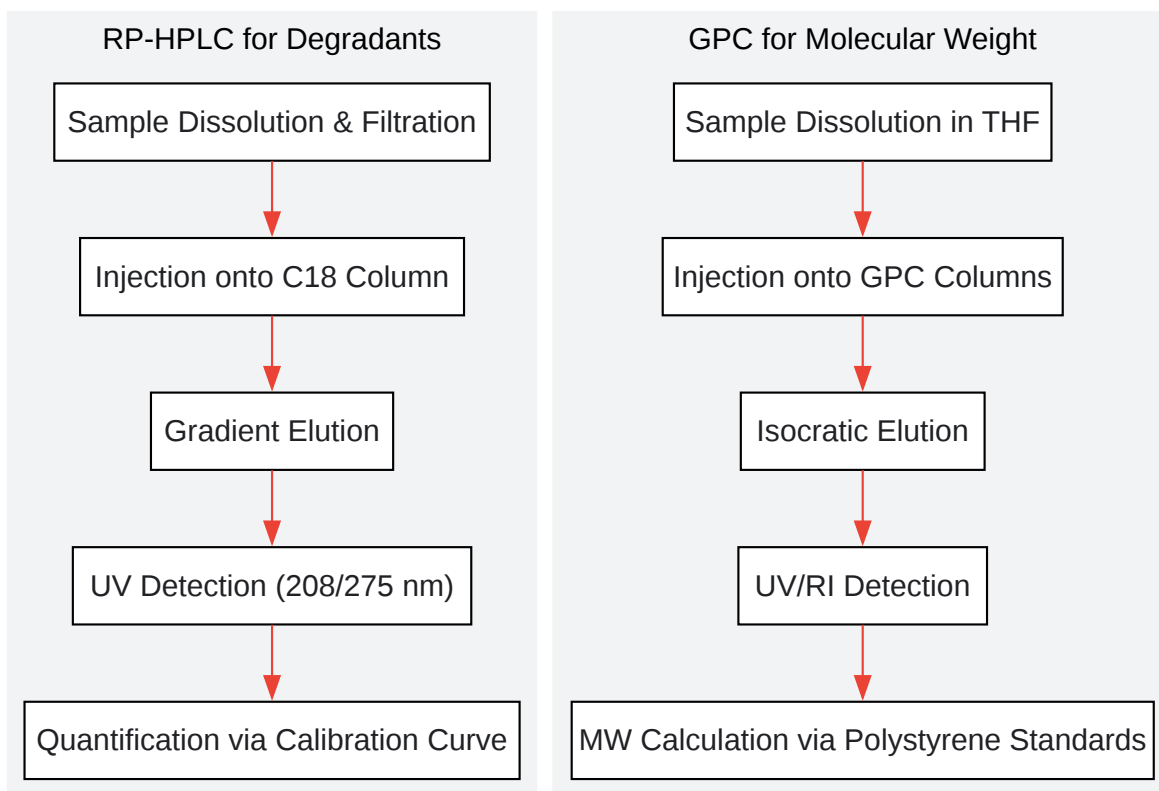 RP-HPLC for Degradants
Sample Dissolution & Filtration
Injection onto C18 Column
Gradient Elution
UV Detection (208/275 nm)
Quantification via Calibration Curve
GPC for Molecular Weight
Sample Dissolution in THF
Injection onto GPC Columns
Isocratic Elution
UV/RI Detection
MW Calculation via Polystyrene Standards